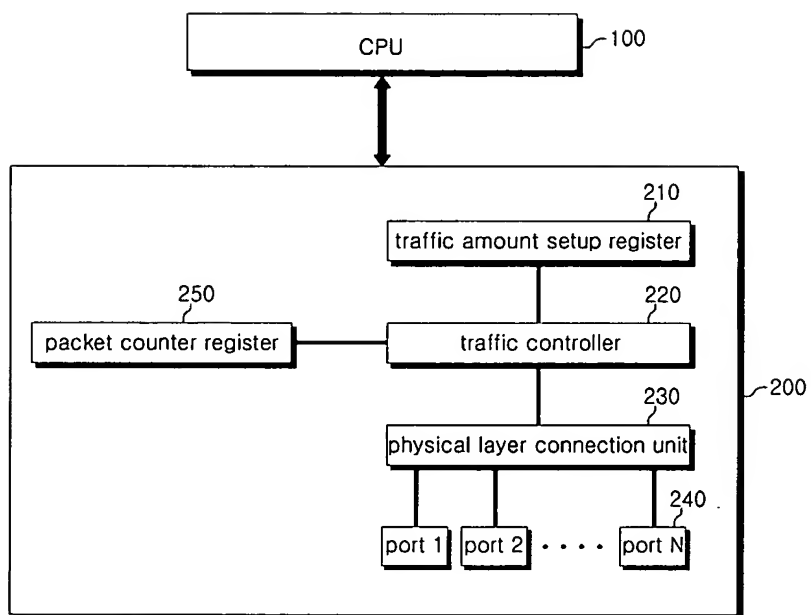 CPU
100
210
traffic amount setup register
250
220
packet counter register
traffic controller
200
230
physical layer connection unit
240
port 1
port 2
port N